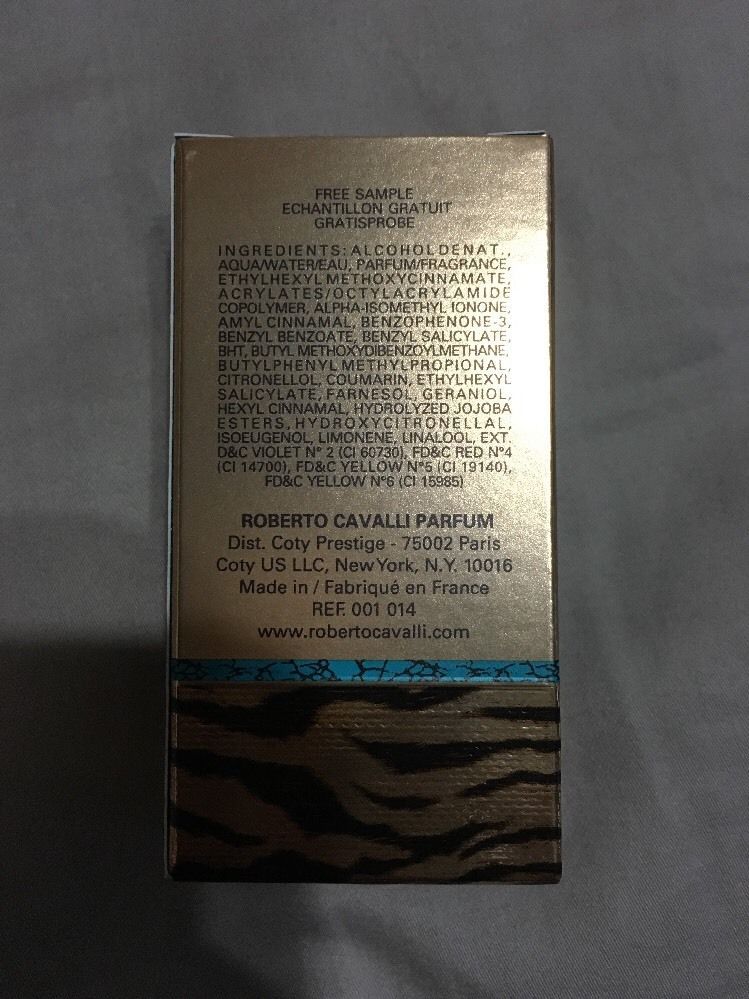 FREE SAMPLE
ECHANTILLON GRATUIT
GRATISPROBE
INGREDIENTS: ALCOHOL DENAT.,
AQUA/WATER/EAU, PARFUM/FRAGRANCE,
ETHYLHEXYL METHOXYCINNAMATE,
ACRYLATES/OCTYLACRYLAMIDE
COPOLYMER, ALPHA-ISOMETHYL IONONE,
AMYL CINNAMAL, BENZOPHENONE-3,
BENZYL BENZOATE, BENZYL SALICYLATE,
BHT, BUTYL METHOXYDIBENZOYLMETHANE,
BUTYLPHENYL METHYLPROPIONAL,
CITRONELLOL, COUMARIN, ETHYLHEXYL
SALICYLATE, FARNESOL, GERANIOL,
HEXYL CINNAMAL, HYDROLYZED JOJOBA
ESTERS, HYDROXYCITRONELLAL,
ISOEUGENOL, LIMONENE, LINALOOL, EXT.
D&C VIOLET N° 2 (CI 60730), FD&C RED N°4
(CI 14700), FD&C YELLOW N°5 (CI 19140),
FD&C YELLOW N°6 (CI 15985)
ROBERTO CAVALLI PARFUM
Dist. Coty Prestige - 75002 Paris
Coty US LLC, New York, N.Y. 10016
Made in / Fabriqué en France
REF. 001 014
www.robertocavalli.com